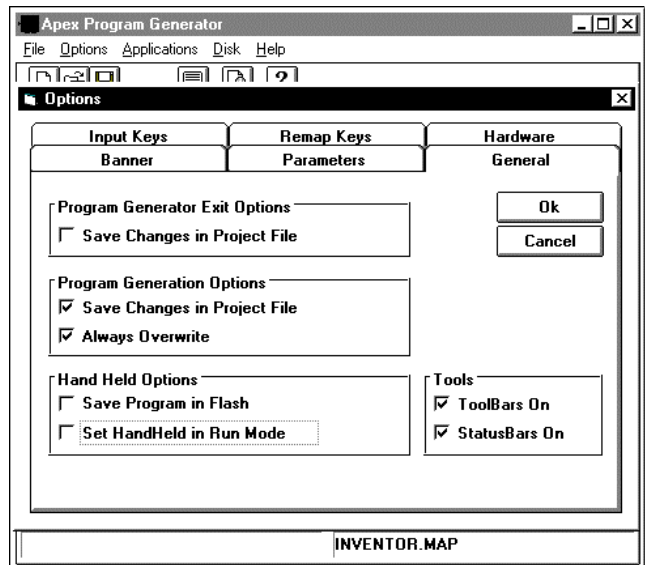 Apex Program Generator
File Options Applications Disk Help
Options
Input Keys Remap Keys Hardware
Banner Parameters General
Program Generator Exit Options
Save Changes in Project File
Ok
Cancel
Program Generation Options
Save Changes in Project File
Always Overwrite
Hand Held Options
Save Program in Flash
Set HandHeld in Run Mode
Tools
ToolBars On
StatusBars On
INVENTOR.MAP